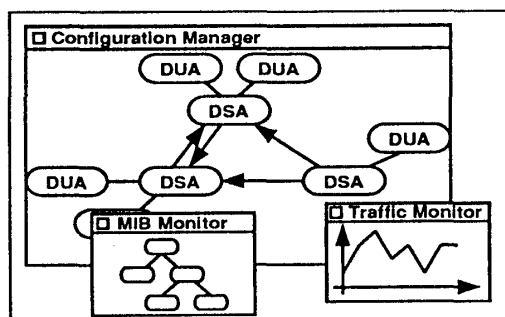 Configuration Manager
DUA
DUA
DSA
DUA
DUA
DSA
DSA
MIB Monitor
Traffic Monitor